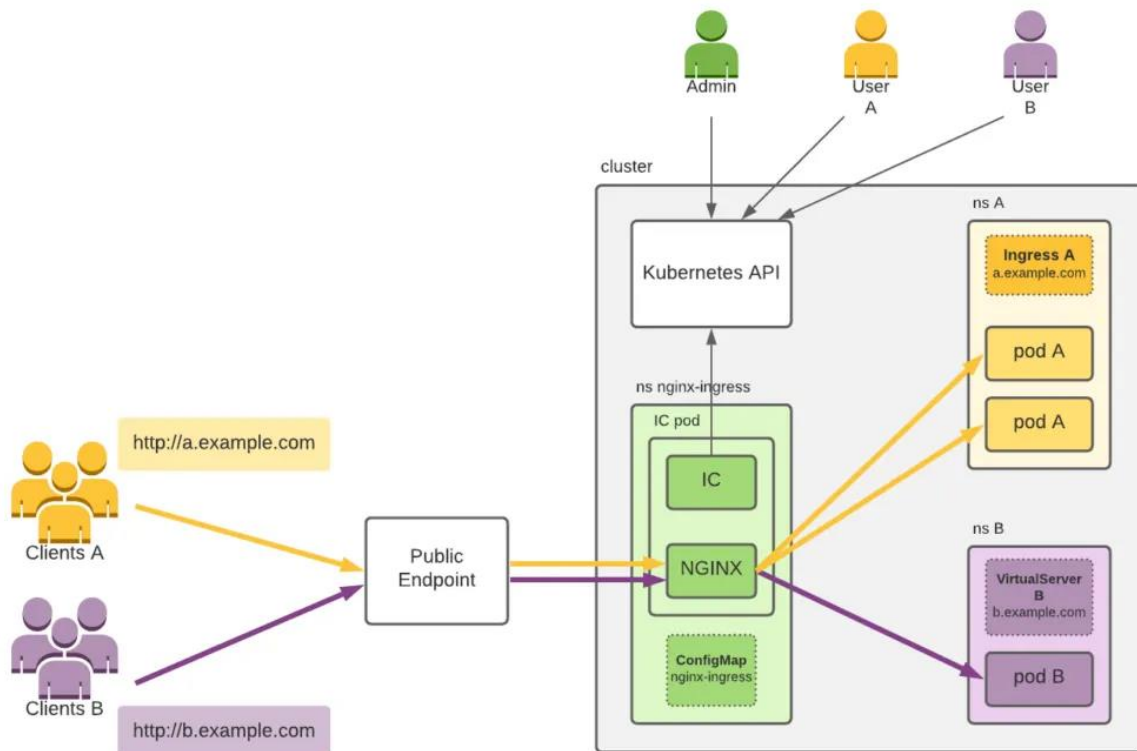 Admin
User
A
User
B
cluster
ns A
Ingress A
a.example.com
Kubernetes API
pod A
pod A
ns nginx-ingress
IC pod
IC
NGINX
ConfigMap
nginx-ingress
http://a.example.com
Clients A
Public
Endpoint
Clients B
http://b.example.com
ns B
VirtualServer
B
b.example.com
pod B